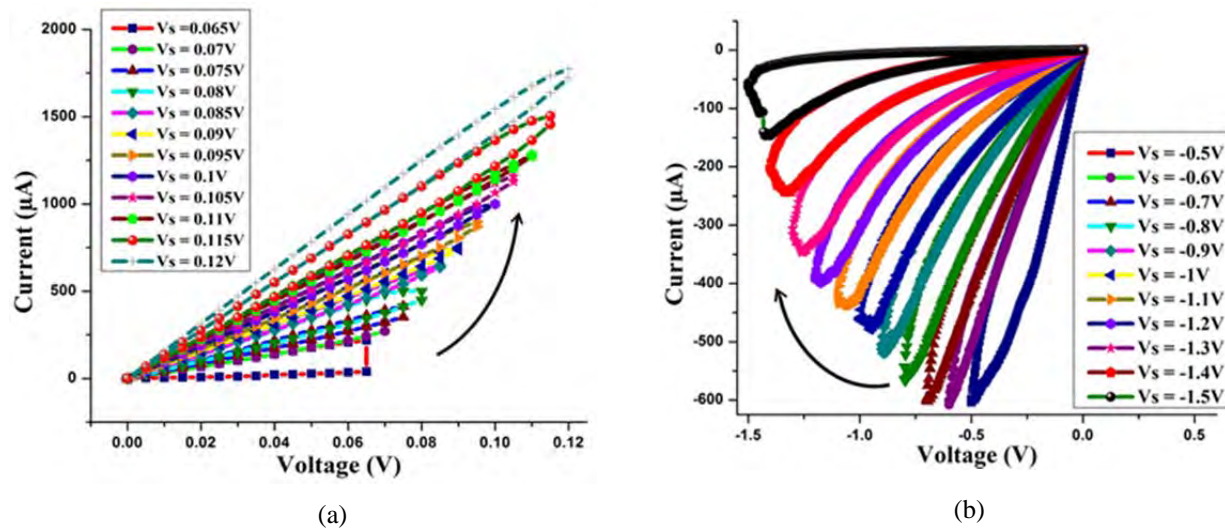 2000
1500
1000
500
0
Current (μA)
Vs =0.065V
Vs = 0.07V
Vs = 0.075V
Vs = 0.08V
Vs = 0.085V
Vs = 0.09V
Vs = 0.095V
Vs = 0.1V
Vs = 0.105V
Vs = 0.11V
Vs = 0.115V
Vs = 0.12V
0.00 0.02 0.04 0.06 0.08 0.10 0.12
Voltage (V)
(a)
0
-100
-200
-300
-400
-500
-600
Current (μA)
Vs = -0.5V
Vs = -0.6V
Vs = -0.7V
Vs = -0.8V
Vs = -0.9V
Vs = -1V
Vs = -1.1V
Vs = -1.2V
Vs = -1.3V
Vs = -1.4V
Vs = -1.5V
-1.5 -1.0 -0.5 0.0 0.5
Voltage (V)
(b)